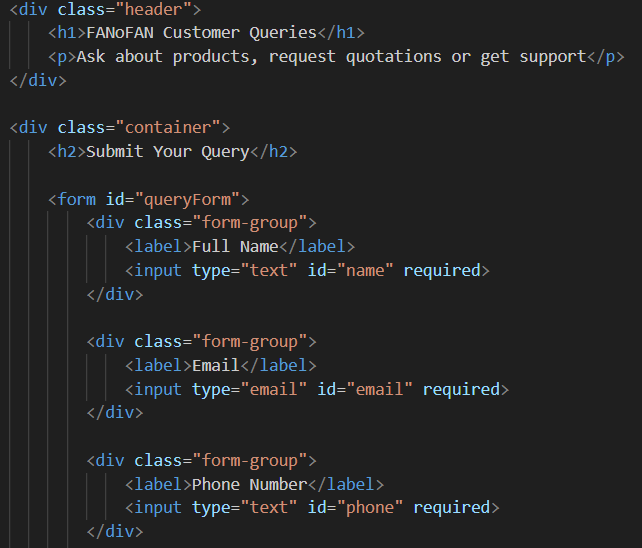 <div class="header">
<h1>FANoFAN Customer Queries</h1>
<p>Ask about products, request quotations or get support</p>
</div>
<div class="container">
<h2>Submit Your Query</h2>
<form id="queryForm">
<div class="form-group">
<label>Full Name</label>
<input type="text" id="name" required>
</div>
<div class="form-group">
<label>Email</label>
<input type="email" id="email" required>
</div>
<div class="form-group">
<label>Phone Number</label>
<input type="text" id="phone" required>
</div>